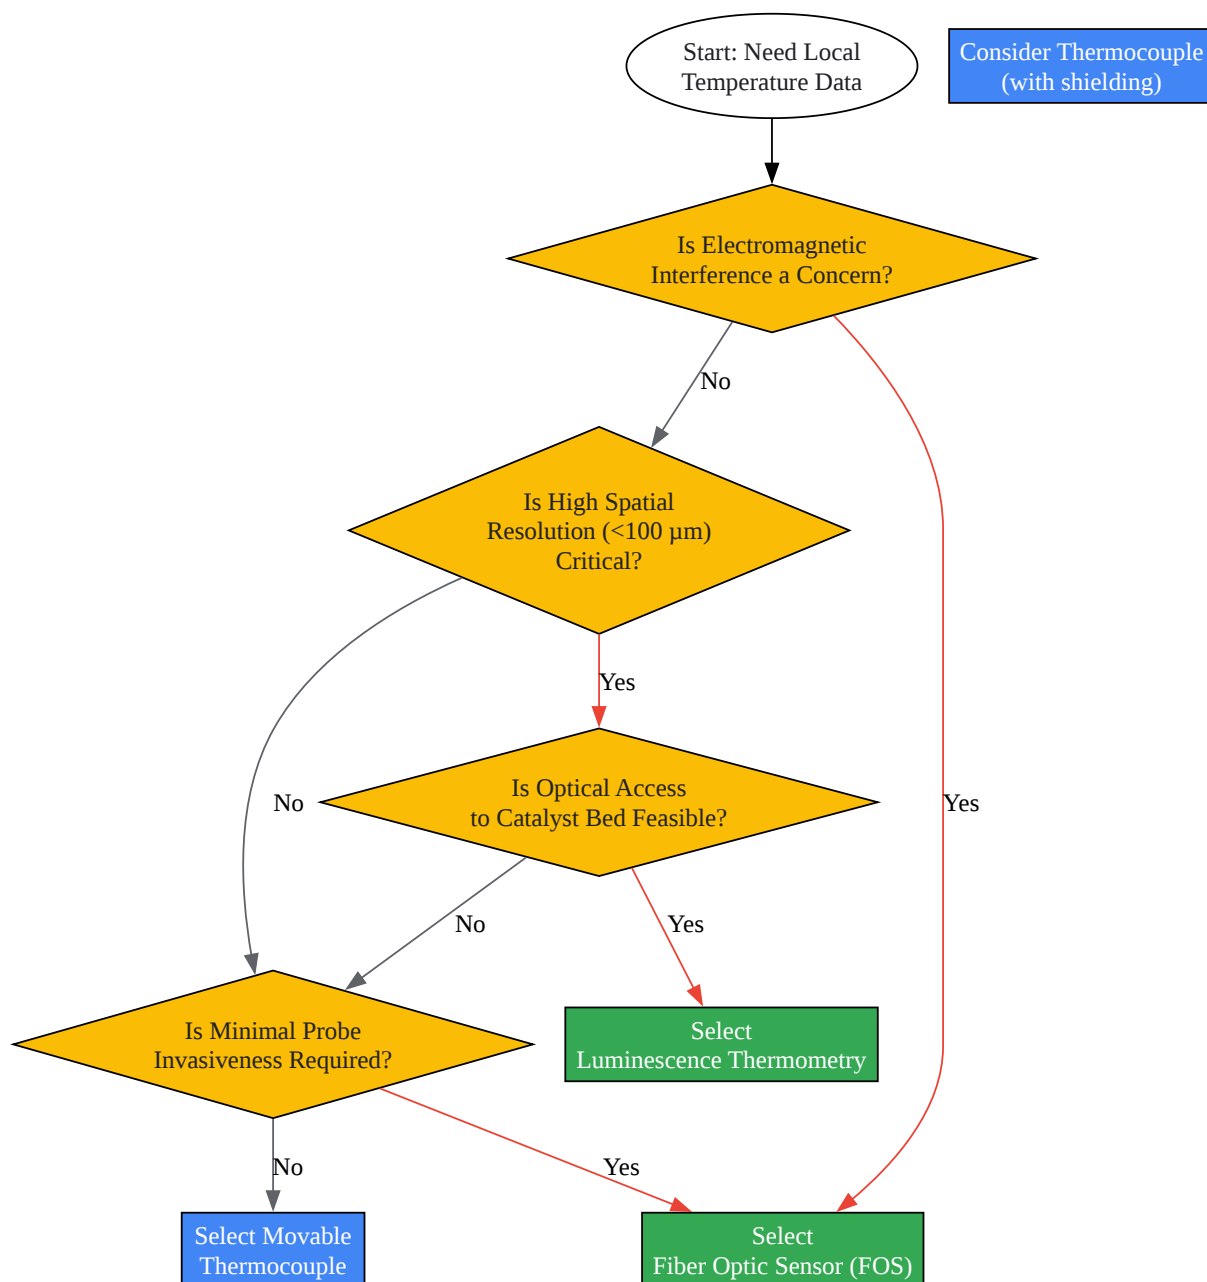 Start: Need Local
Temperature Data
Consider Thermocouple
(with shielding)
Is Electromagnetic
Interference a Concern?
No
Is High Spatial
Resolution (<100 µm)
Critical?
Yes
Is Optical Access
to Catalyst Bed Feasible?
No
Yes
No
Yes
Is Minimal Probe
Invasiveness Required?
Select
Luminescence Thermometry
No
Yes
Select Movable
Thermocouple
Select
Fiber Optic Sensor (FOS)